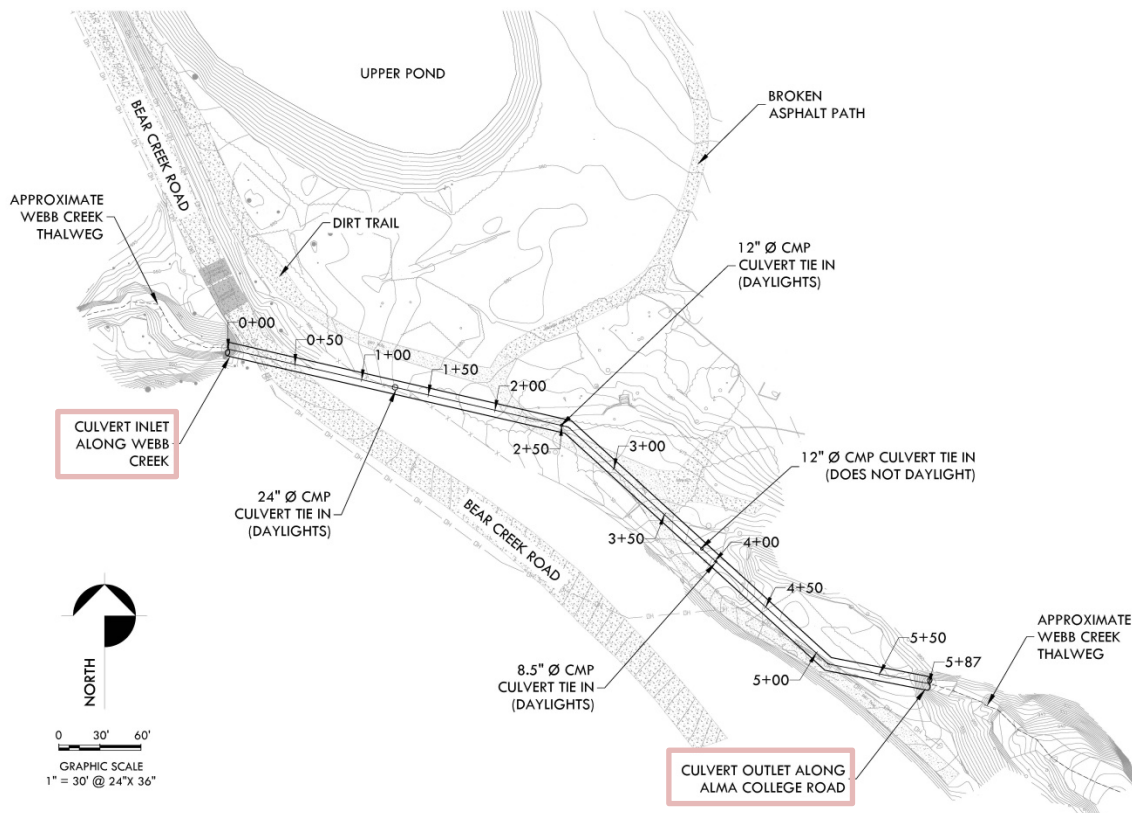 UPPER POND
BROKEN
ASPHALT PATH
BEAR CREEK ROAD
APPROXIMATE
WEBB CREEK
THALWEG
DIRT TRAIL
12" Ø CMP
CULVERT TIE IN
(DAYLIGHTS)
0+00
0+50
1+00
1+50
2+00
2+50
3+00
CULVERT INLET
ALONG WEBB
CREEK
12" Ø CMP CULVERT TIE IN
(DOES NOT DAYLIGHT)
24" Ø CMP
CULVERT TIE IN
(DAYLIGHTS)
BEAR CREEK ROAD
3+50
4+00
4+50
APPROXIMATE
WEBB CREEK
THALWEG
5+50
5+87
5+00
8.5" Ø CMP
CULVERT TIE IN
(DAYLIGHTS)
NORTH
0 30' 60'
GRAPHIC SCALE
1" = 30' @ 24"X 36"
CULVERT OUTLET ALONG
ALMA COLLEGE ROAD